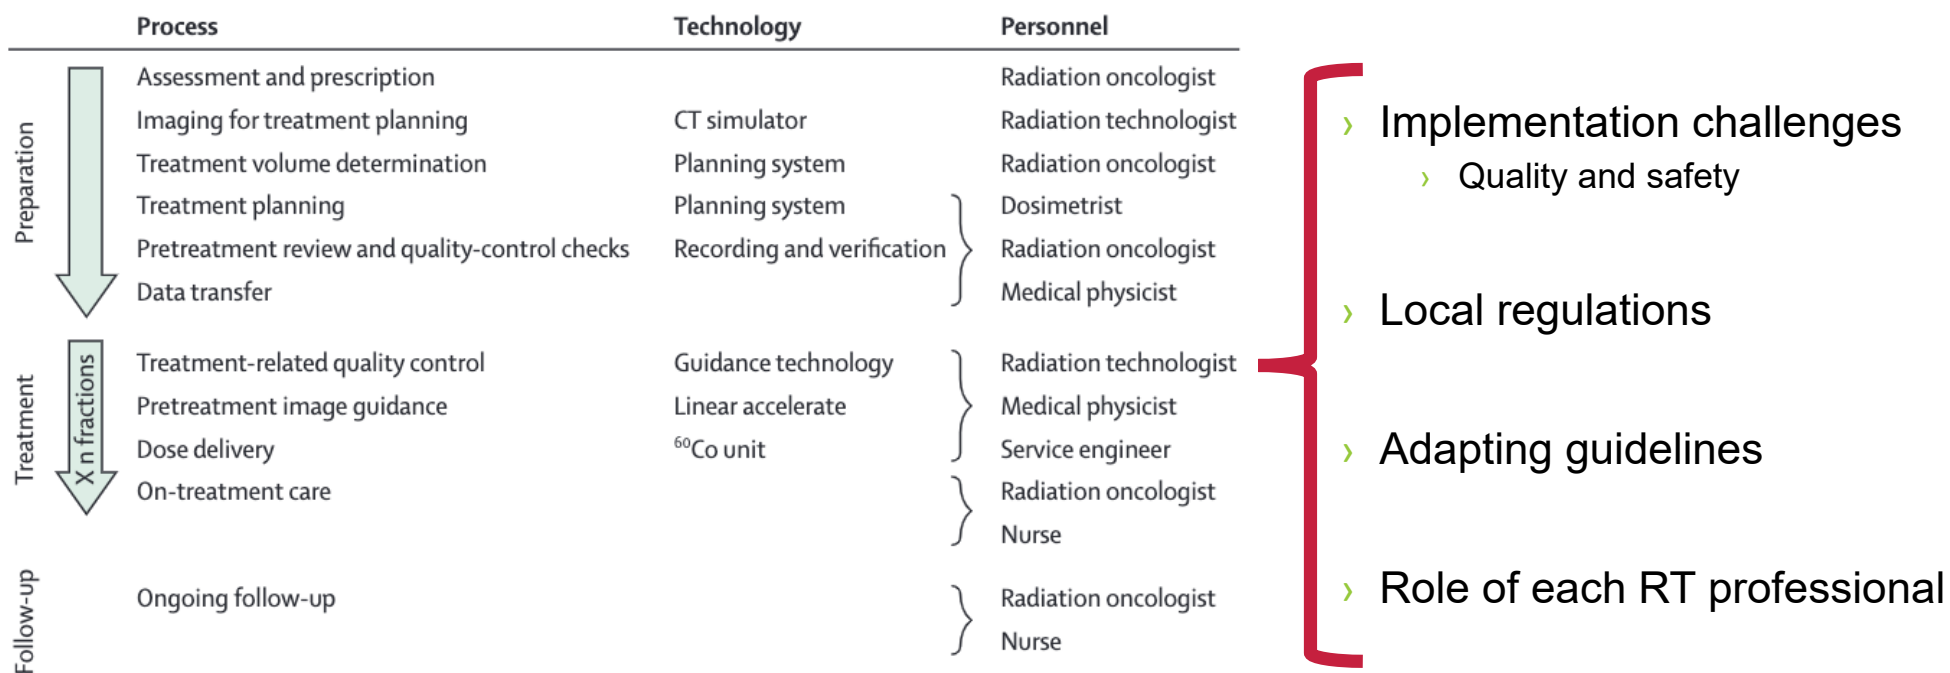 Process Technology Personnel
Preparation
Assessment and prescription Radiation oncologist
Imaging for treatment planning CT simulator Radiation technologist
Treatment volume determination Planning system Radiation oncologist
Treatment planning Planning system Dosimetrist
Pretreatment review and quality-control checks Recording and verification Radiation oncologist
Data transfer Medical physicist
Treatment
X n fractions
Treatment-related quality control Guidance technology Radiation technologist
Pretreatment image guidance Linear accelerate Medical physicist
Dose delivery ⁶⁰Co unit Service engineer
On-treatment care Radiation oncologist
Nurse
Follow-up
Ongoing follow-up Radiation oncologist
Nurse
› Implementation challenges
› Quality and safety
› Local regulations
› Adapting guidelines
› Role of each RT professional